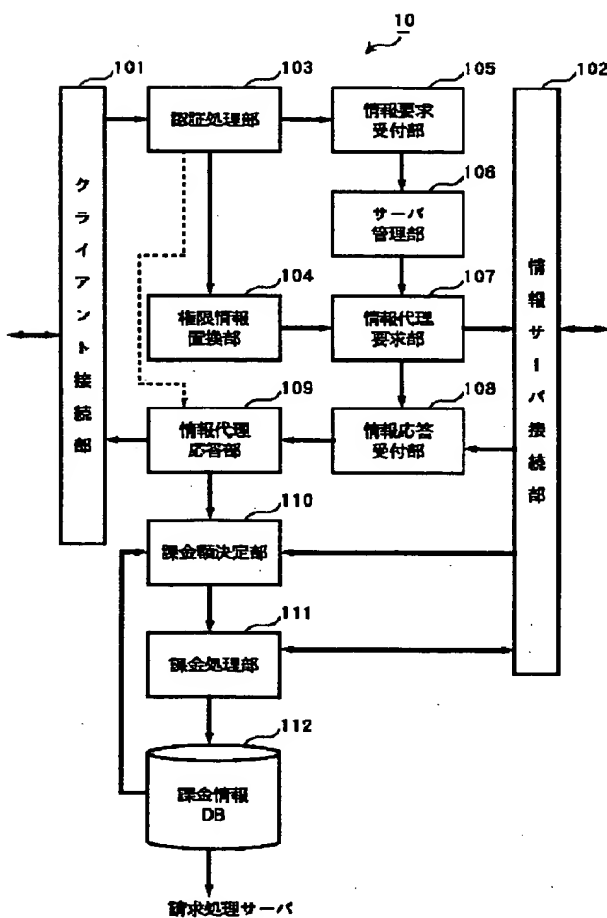 10
101
103
105
102
クライアント接続部
認証処理部
情報要求
受付部
106
サーバ
管理部
情報サーバ接続部
104
107
権限情報
置換部
情報代理
要求部
109
108
情報代理
応答部
情報応答
受付部
110
課金額決定部
111
課金処理部
112
課金情報
DB
請求処理サーバ